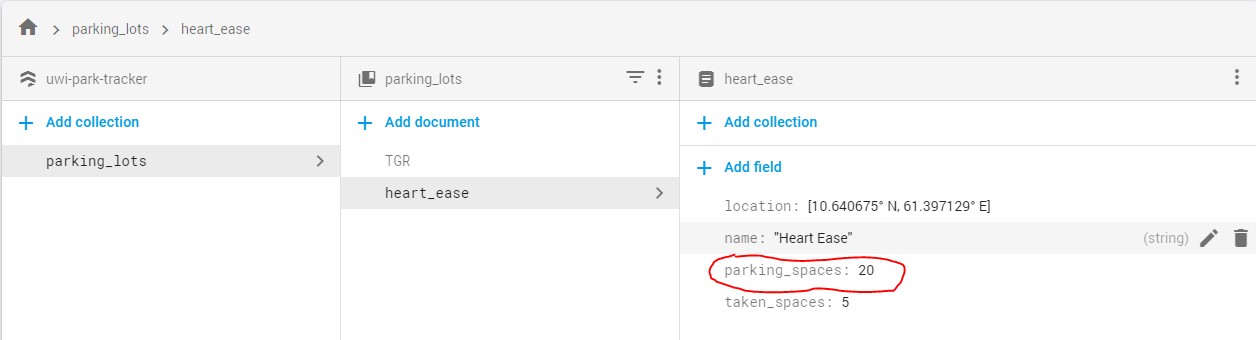 parking_lots > heart_ease
uwi-park-tracker
+ Add collection
parking_lots
parking_lots
+ Add document
TGR
heart_ease
heart_ease
+ Add collection
+ Add field
location: [10.640675° N, 61.397129° E]
name: "Heart Ease" (string)
parking_spaces: 20
taken_spaces: 5